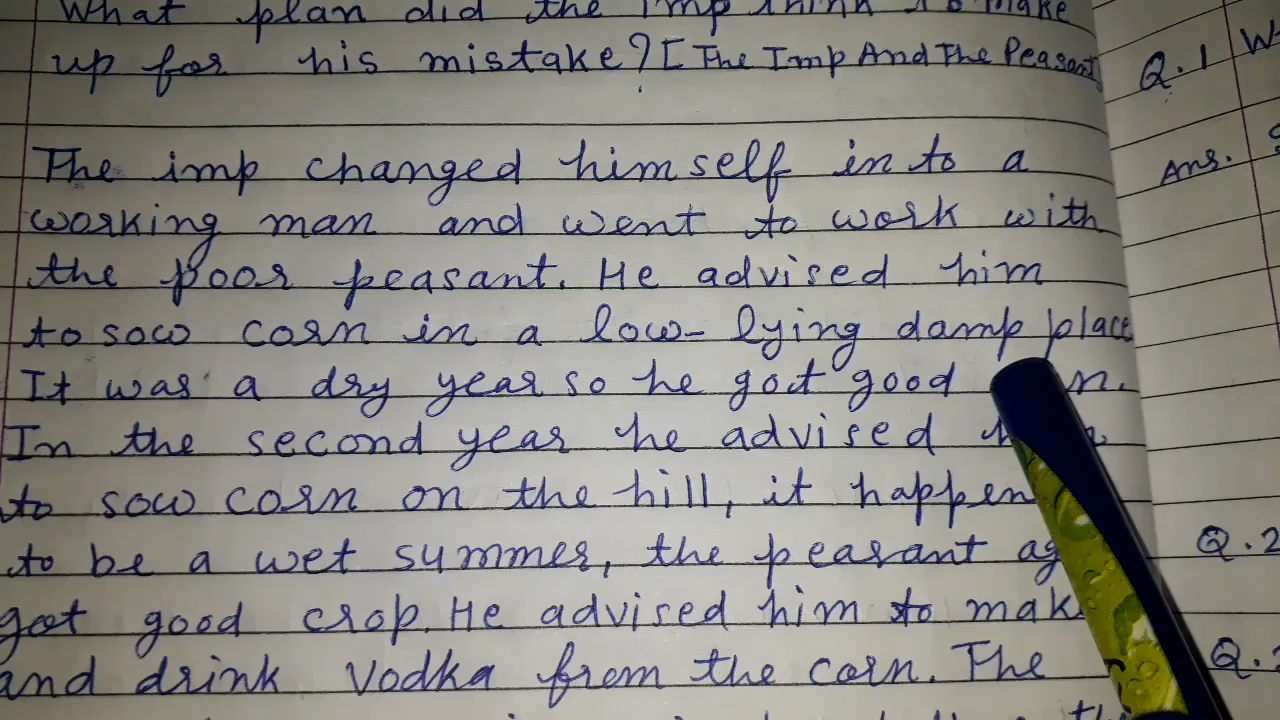 What plan did the imp think to make
up for his mistake? [The Imp And The Peasant
The imp changed himself in to a
working man and went to work with
the poor peasant. He advised him
to sow corn in a low-lying damp place
It was a dry year so he got good
In the second year he advised
to sow corn on the hill, it happen
to be a wet summer, the peasant ag
got good crop. He advised him to mak
and drink Vodka from the corn. The
Q.1
Ans.
Q.2
Q.